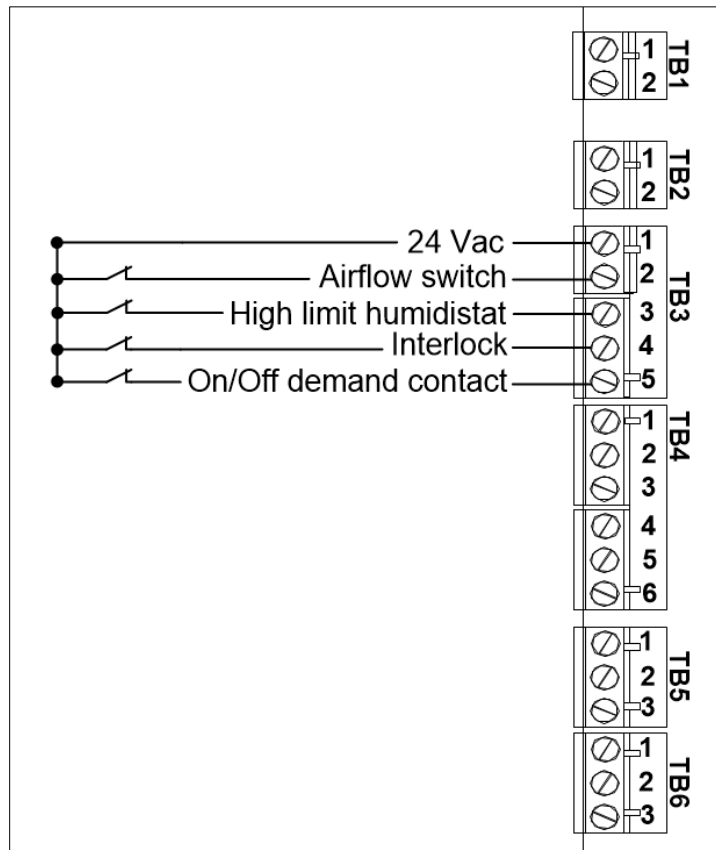 1
2
TB1
1
2
TB2
24 Vac 1
Airflow switch 2
High limit humidistat 3
Interlock 4
On/Off demand contact 5
TB3
1
2
3
4
5
6
TB4
1
2
3
TB5
1
2
3
TB6